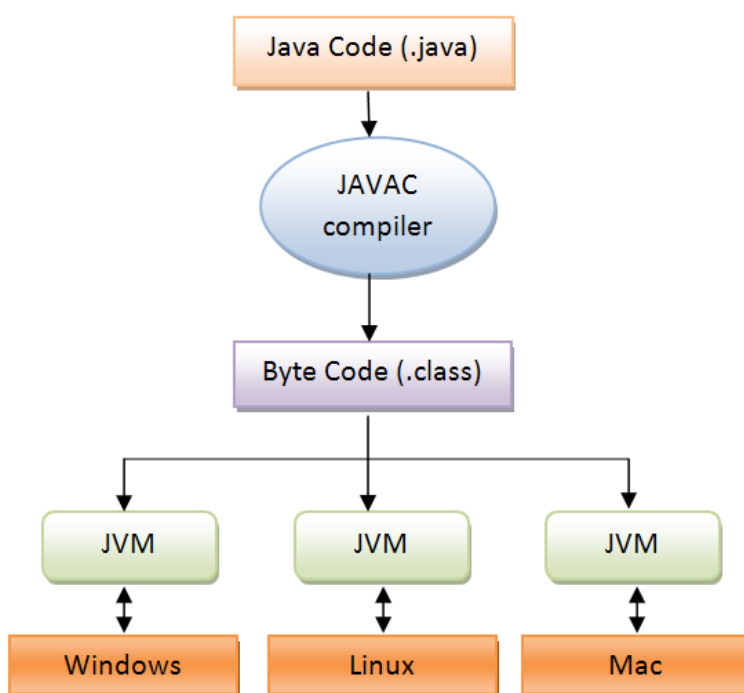 Java Code (.java)
JAVAC
compiler
Byte Code (.class)
JVM
JVM
JVM
Windows
Linux
Mac